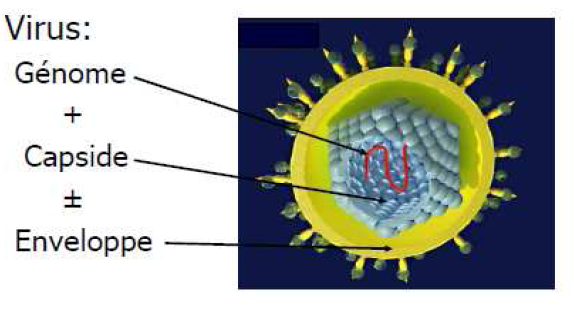 Virus:
Génome
+
Capside
±
Enveloppe